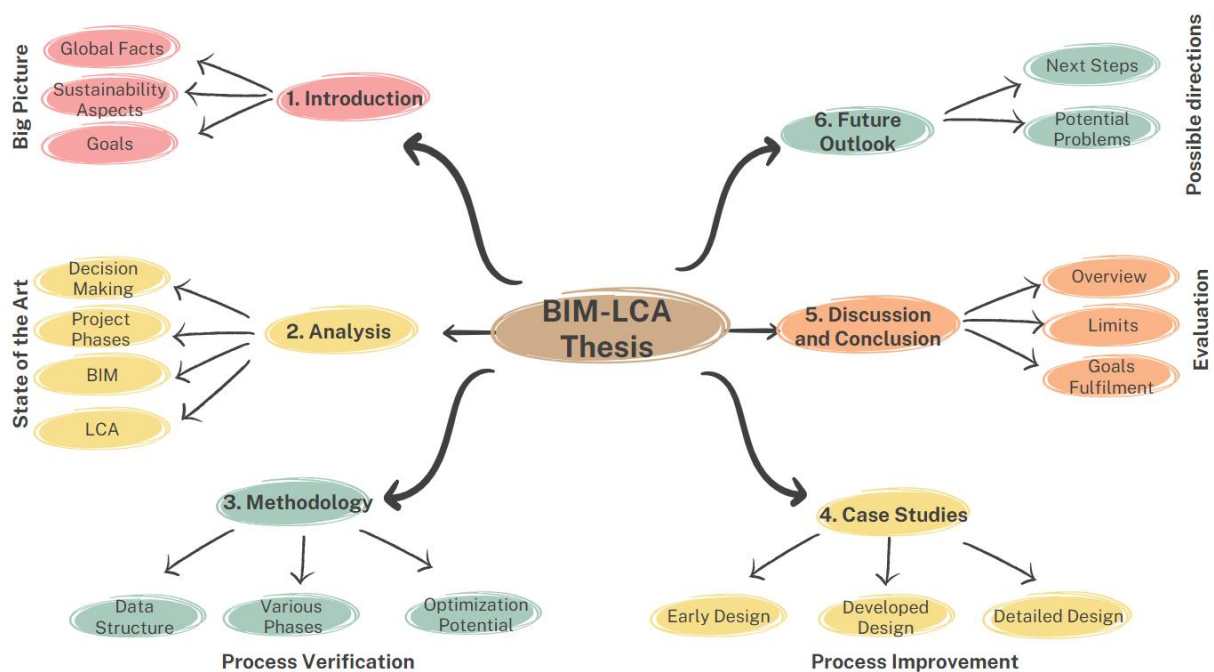 BIM-LCA
Thesis
Big Picture
1. Introduction
Global Facts
Sustainability
Aspects
Goals
State of the Art
2. Analysis
Decision
Making
Project
Phases
BIM
LCA
3. Methodology
Data
Structure
Various
Phases
Optimization
Potential
Process Verification
4. Case Studies
Early Design
Developed
Design
Detailed Design
Process Improvement
5. Discussion
and Conclusion
Overview
Limits
Goals
Fulfilment
Evaluation
6. Future
Outlook
Next Steps
Potential
Problems
Possible directions